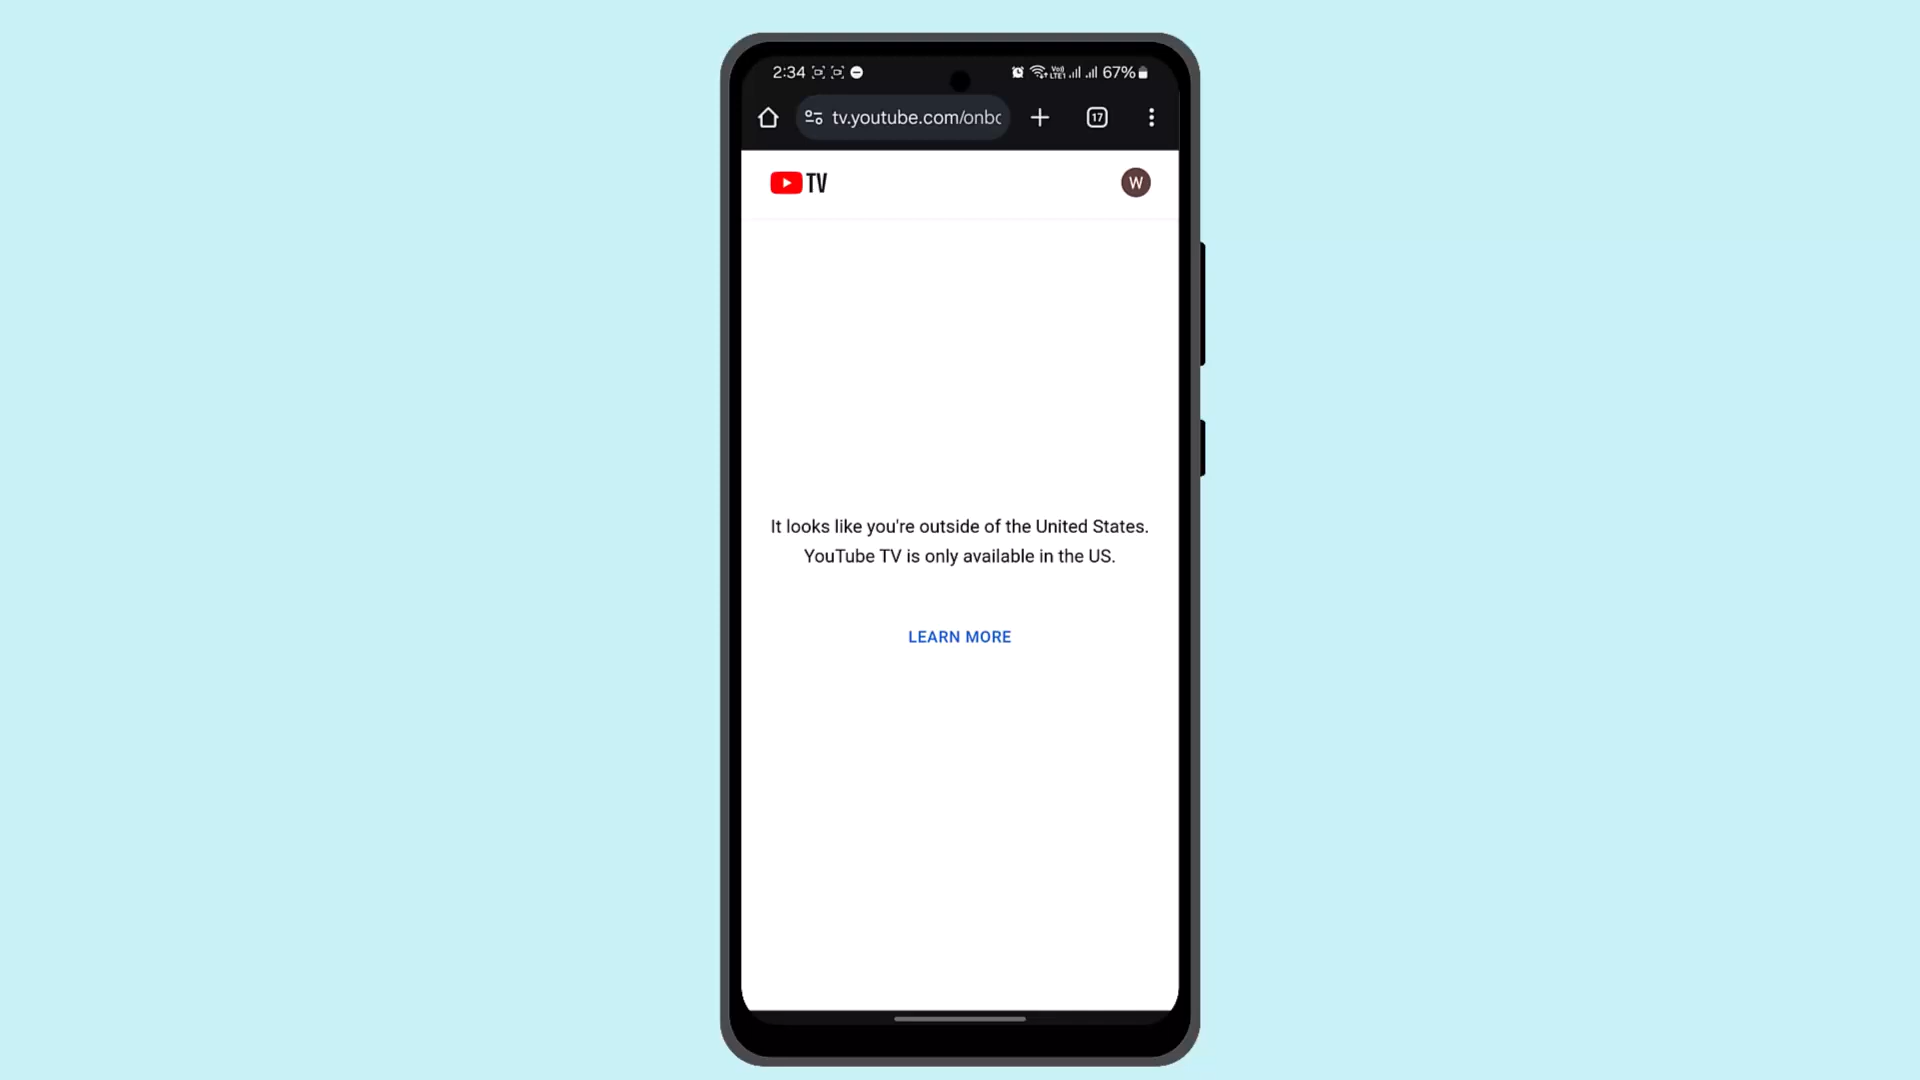 2:34 67%
tv.youtube.com/onbo 17
TV W
It looks like you're outside of the United States.
YouTube TV is only available in the US.
LEARN MORE